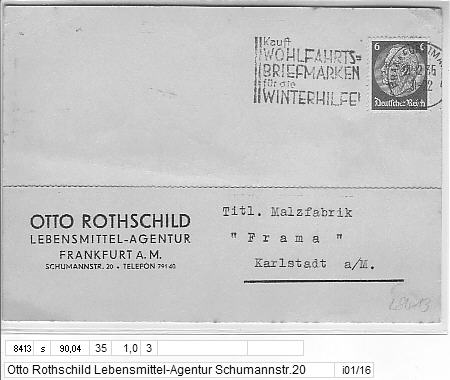 Kauft
WOHLFAHRTS=
BRIEFMARKEN
für die
WINTERHILFE!
6 6
Deutsches Reich
OTTO ROTHSCHILD
LEBENSMITTEL-AGENTUR
FRANKFURT A. M.
SCHUMANNSTR. 20 • TELEFON 79140
Titl. Malzfabrik
" F r a m a "
Karlstadt a/M.
8413 s 90,04 35 1,0 3
Otto Rothschild Lebensmittel-Agentur Schumannstr.20 i01/16